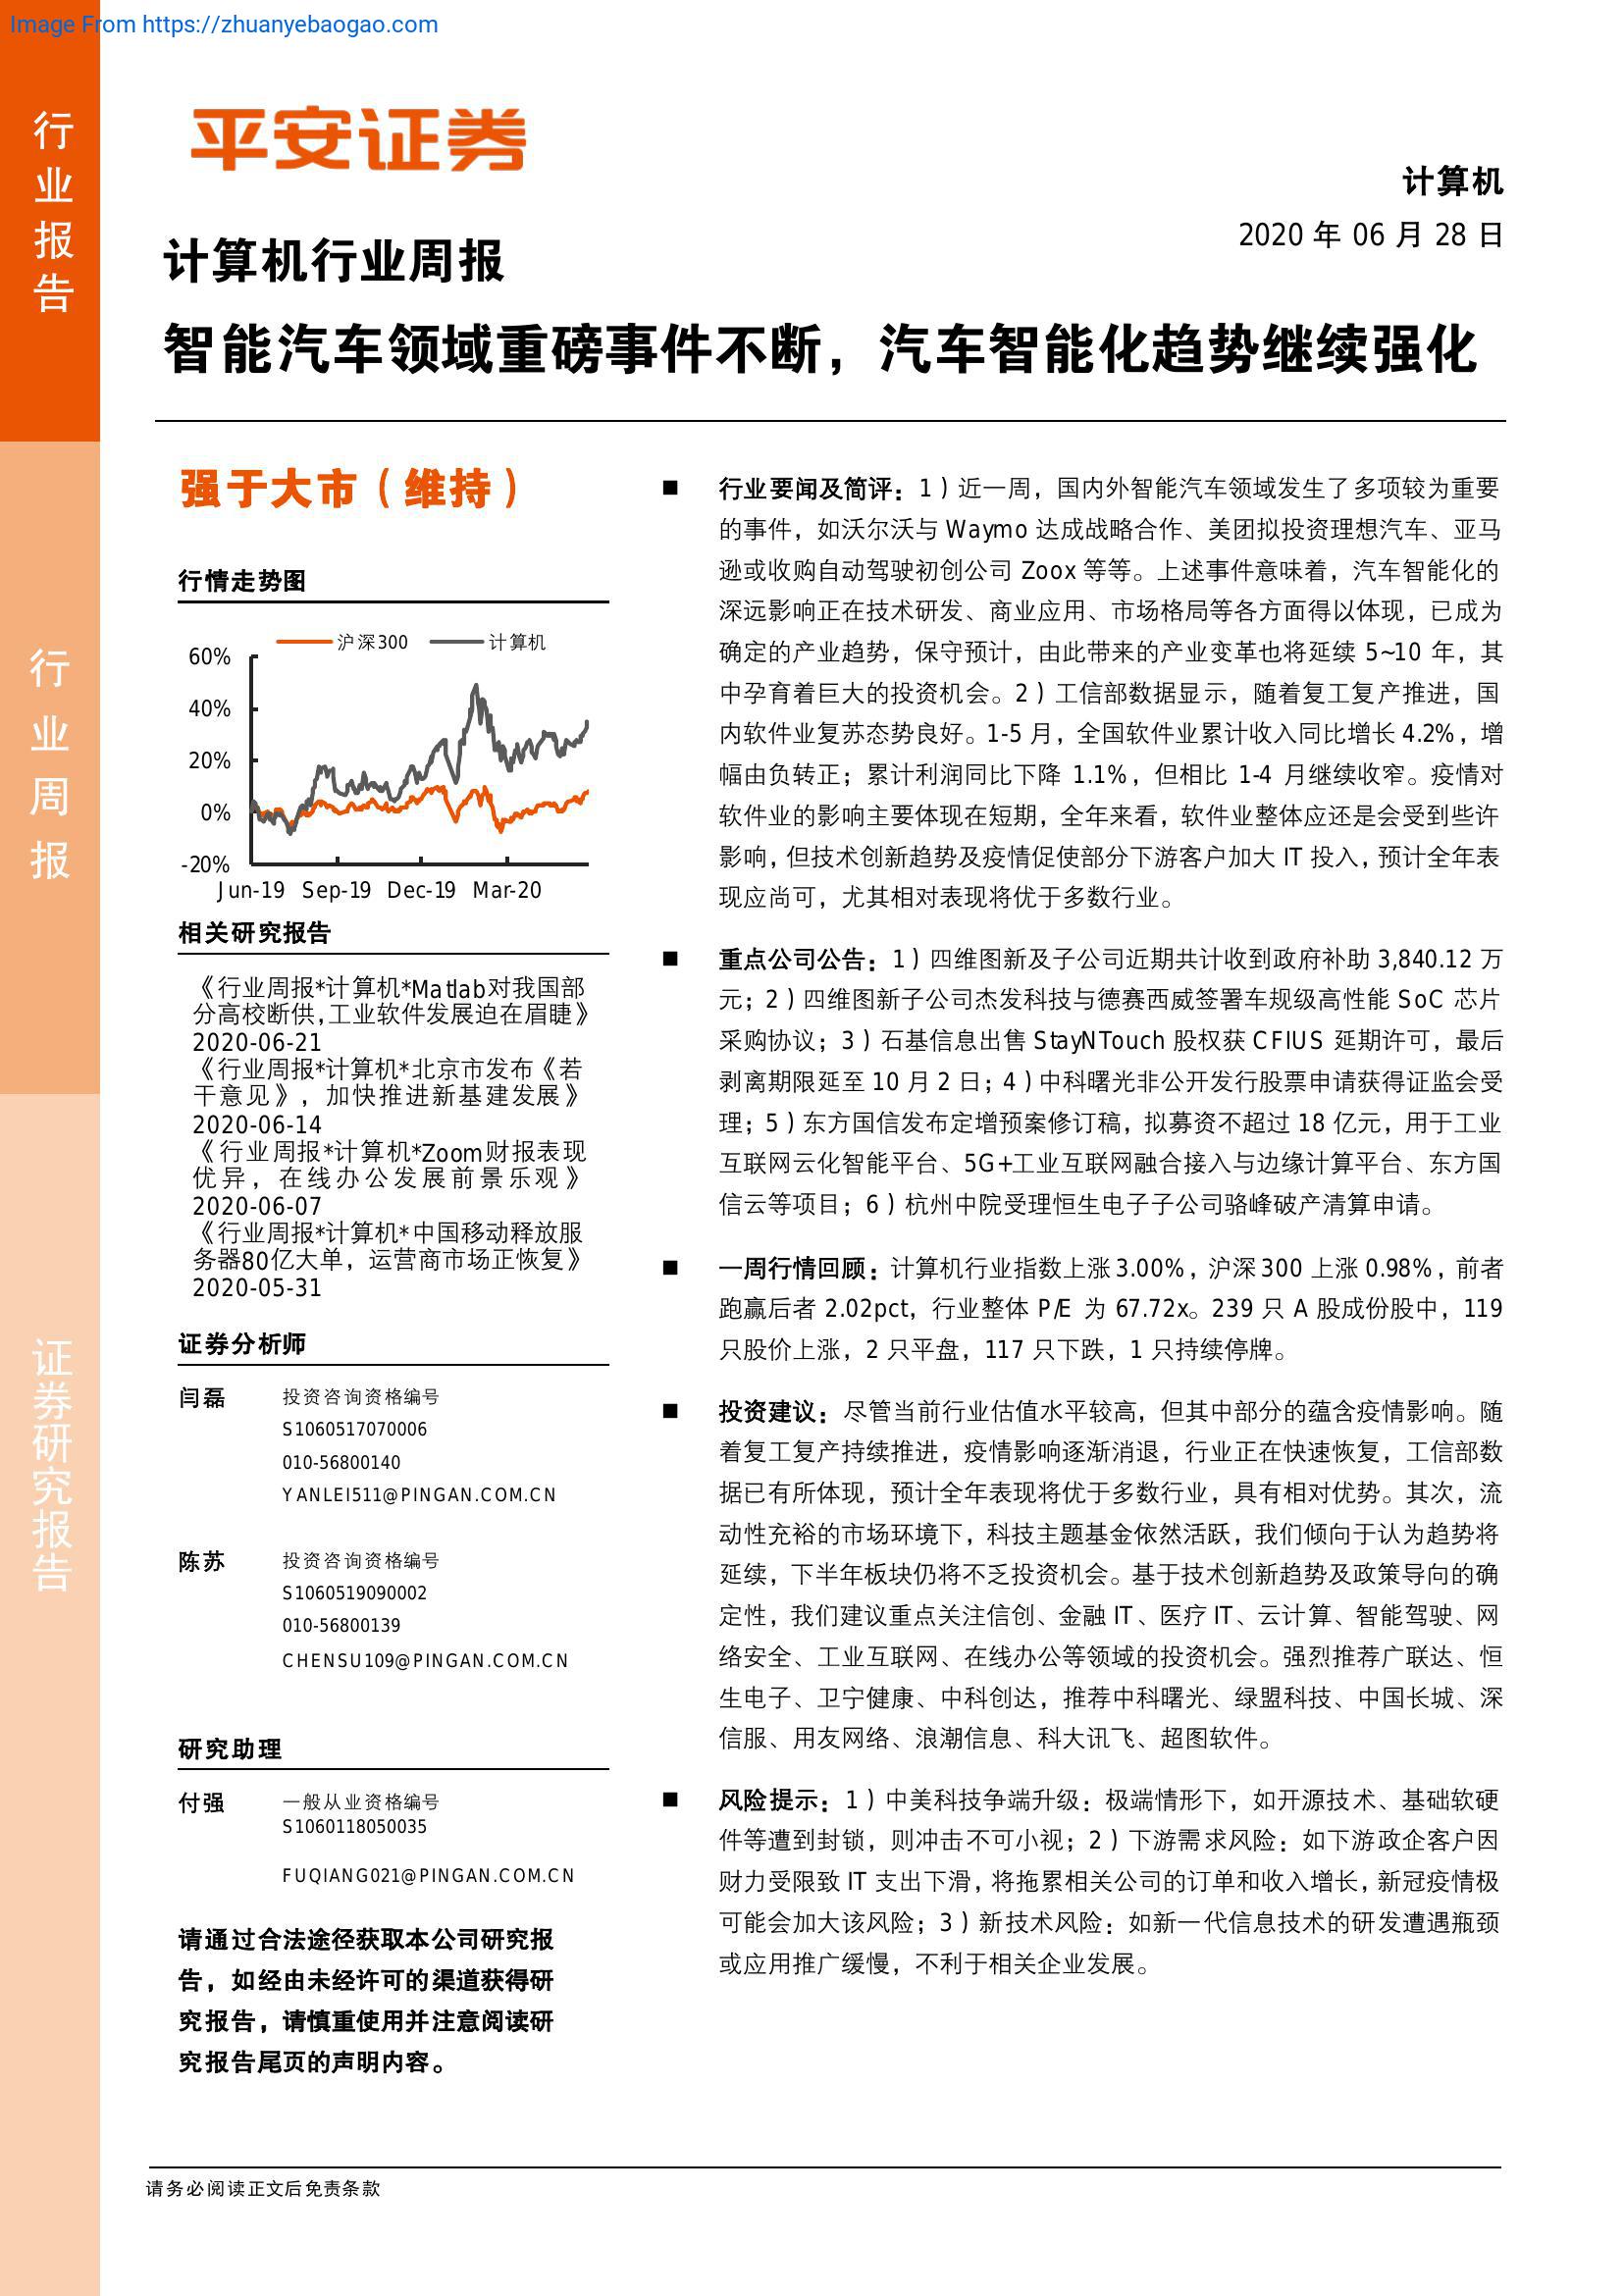 Image From https://zhuanyebaogao.com
行业报告
行业周报
证券研究报告
平安证券
计算机
2020 年 06 月 28 日
计算机行业周报
智能汽车领域重磅事件不断，汽车智能化趋势继续强化
强于大市（维持）
行情走势图
沪深300 计算机
60%
40%
20%
0%
-20%
Jun-19 Sep-19 Dec-19 Mar-20
相关研究报告
《行业周报*计算机*Matlab对我国部
分高校断供，工业软件发展迫在眉睫》
2020-06-21
《行业周报*计算机*北京市发布《若
干意见》，加快推进新基建发展》
2020-06-14
《行业周报*计算机*Zoom财报表现
优异，在线办公发展前景乐观》
2020-06-07
《行业周报*计算机*中国移动释放服
务器80亿大单，运营商市场正恢复》
2020-05-31
证券分析师
闫磊 投资咨询资格编号
S1060517070006
010-56800140
YANLEI511@PINGAN.COM.CN
陈苏 投资咨询资格编号
S1060519090002
010-56800139
CHENSU109@PINGAN.COM.CN
研究助理
付强 一般从业资格编号
S1060118050035
FUQIANG021@PINGAN.COM.CN
请通过合法途径获取本公司研究报
告，如经由未经许可的渠道获得研
究报告，请慎重使用并注意阅读研
究报告尾页的声明内容。
■ 行业要闻及简评：1）近一周，国内外智能汽车领域发生了多项较为重要
的事件，如沃尔沃与 Waymo 达成战略合作、美团拟投资理想汽车、亚马
逊或收购自动驾驶初创公司 Zoox 等等。上述事件意味着，汽车智能化的
深远影响正在技术研发、商业应用、市场格局等各方面得以体现，已成为
确定的产业趋势，保守预计，由此带来的产业变革也将延续 5~10 年，其
中孕育着巨大的投资机会。2）工信部数据显示，随着复工复产推进，国
内软件业复苏态势良好。1-5 月，全国软件业累计收入同比增长 4.2%，增
幅由负转正；累计利润同比下降 1.1%，但相比 1-4 月继续收窄。疫情对
软件业的影响主要体现在短期，全年来看，软件业整体应还是会受到些许
影响，但技术创新趋势及疫情促使部分下游客户加大 IT 投入，预计全年表
现应尚可，尤其相对表现将优于多数行业。
■ 重点公司公告：1）四维图新及子公司近期共计收到政府补助 3,840.12 万
元；2）四维图新子公司杰发科技与德赛西威签署车规级高性能 SoC 芯片
采购协议；3）石基信息出售 StayNTouch 股权获 CFIUS 延期许可，最后
剥离期限延至 10 月 2 日；4）中科曙光非公开发行股票申请获得证监会受
理；5）东方国信发布定增预案修订稿，拟募资不超过 18 亿元，用于工业
互联网云化智能平台、5G+工业互联网融合接入与边缘计算平台、东方国
信云等项目；6）杭州中院受理恒生电子子公司骆峰破产清算申请。
■ 一周行情回顾：计算机行业指数上涨 3.00%，沪深 300 上涨 0.98%，前者
跑赢后者 2.02pct，行业整体 P/E 为 67.72x。239 只 A 股成份股中，119
只股价上涨，2 只平盘，117 只下跌，1 只持续停牌。
■ 投资建议：尽管当前行业估值水平较高，但其中部分的蕴含疫情影响。随
着复工复产持续推进，疫情影响逐渐消退，行业正在快速恢复，工信部数
据已有所体现，预计全年表现将优于多数行业，具有相对优势。其次，流
动性充裕的市场环境下，科技主题基金依然活跃，我们倾向于认为趋势将
延续，下半年板块仍将不乏投资机会。基于技术创新趋势及政策导向的确
定性，我们建议重点关注信创、金融 IT、医疗 IT、云计算、智能驾驶、网
络安全、工业互联网、在线办公等领域的投资机会。强烈推荐广联达、恒
生电子、卫宁健康、中科创达，推荐中科曙光、绿盟科技、中国长城、深
信服、用友网络、浪潮信息、科大讯飞、超图软件。
■ 风险提示：1）中美科技争端升级：极端情形下，如开源技术、基础软硬
件等遭到封锁，则冲击不可小视；2）下游需求风险：如下游政企客户因
财力受限致 IT 支出下滑，将拖累相关公司的订单和收入增长，新冠疫情极
可能会加大该风险；3）新技术风险：如新一代信息技术的研发遭遇瓶颈
或应用推广缓慢，不利于相关企业发展。
请务必阅读正文后免责条款